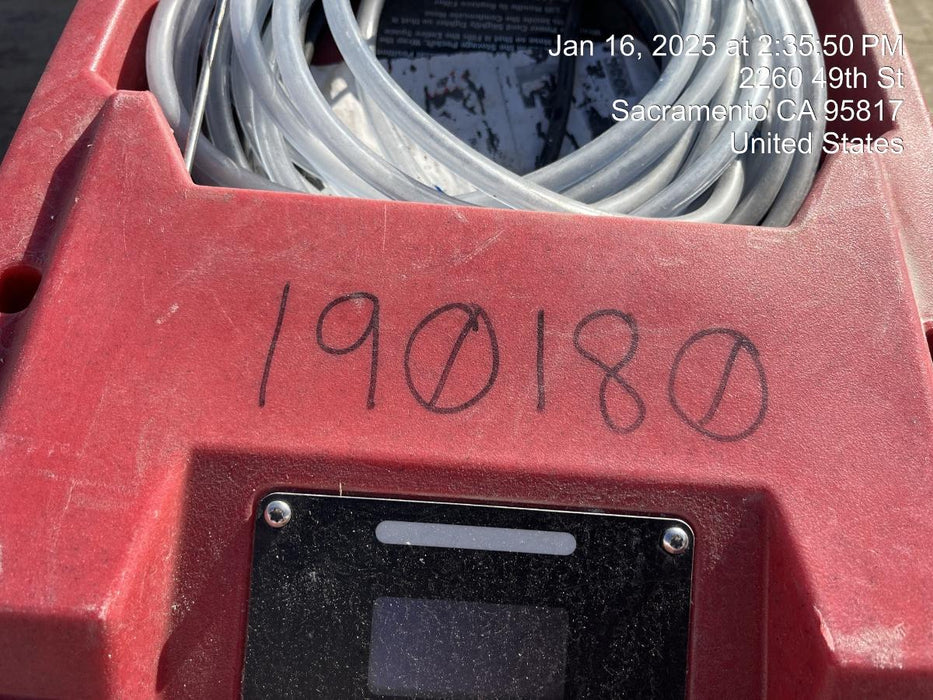 Jan 16, 2025 at 2:35:50 PM
2260 49th St
Sacramento CA 95817
United States
190180